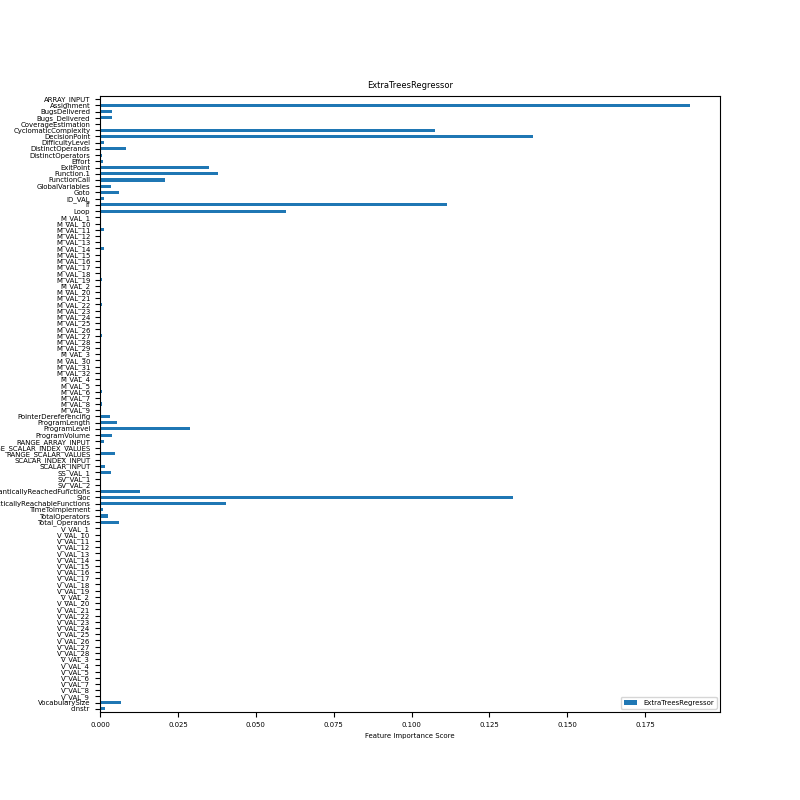 ExtraTreesRegressor
ARRAY_INPUT
Assignment
BugsDelivered
Bugs_Delivered
CoverageEstimation
CyclomaticComplexity
DecisionPoint
DifficultyLevel
DistinctOperands
DistinctOperators
Effort
ExitPoint
Function.1
FunctionCall
GlobalVariables
Goto
ID_VAL
If
Loop
M_VAL_1
M_VAL_10
M_VAL_11
M_VAL_12
M_VAL_13
M_VAL_14
M_VAL_15
M_VAL_16
M_VAL_17
M_VAL_18
M_VAL_19
M_VAL_2
M_VAL_20
M_VAL_21
M_VAL_22
M_VAL_23
M_VAL_24
M_VAL_25
M_VAL_26
M_VAL_27
M_VAL_28
M_VAL_29
M_VAL_3
M_VAL_30
M_VAL_31
M_VAL_32
M_VAL_4
M_VAL_5
M_VAL_6
M_VAL_7
M_VAL_8
M_VAL_9
PointerDereferencing
ProgramLength
ProgramLevel
ProgramVolume
RANGE_ARRAY_INPUT
E_SCALAR_INDEX_VALUES
RANGE_SCALAR_VALUES
SCALAR_INDEX_INPUT
SCALAR_INPUT
SS_VAL_1
SV_VAL_1
SV_VAL_2
anticallyReachedFunctions
Sloc
ticallyReachableFunctions
TimeToImplement
TotalOperators
Total_Operands
V_VAL_1
V_VAL_10
V_VAL_11
V_VAL_12
V_VAL_13
V_VAL_14
V_VAL_15
V_VAL_16
V_VAL_17
V_VAL_18
V_VAL_19
V_VAL_2
V_VAL_20
V_VAL_21
V_VAL_22
V_VAL_23
V_VAL_24
V_VAL_25
V_VAL_26
V_VAL_27
V_VAL_28
V_VAL_3
V_VAL_4
V_VAL_5
V_VAL_6
V_VAL_7
V_VAL_8
V_VAL_9
VocabularySize
cinstr
ExtraTreesRegressor
0.000 0.025 0.050 0.075 0.100 0.125 0.150 0.175
Feature Importance Score